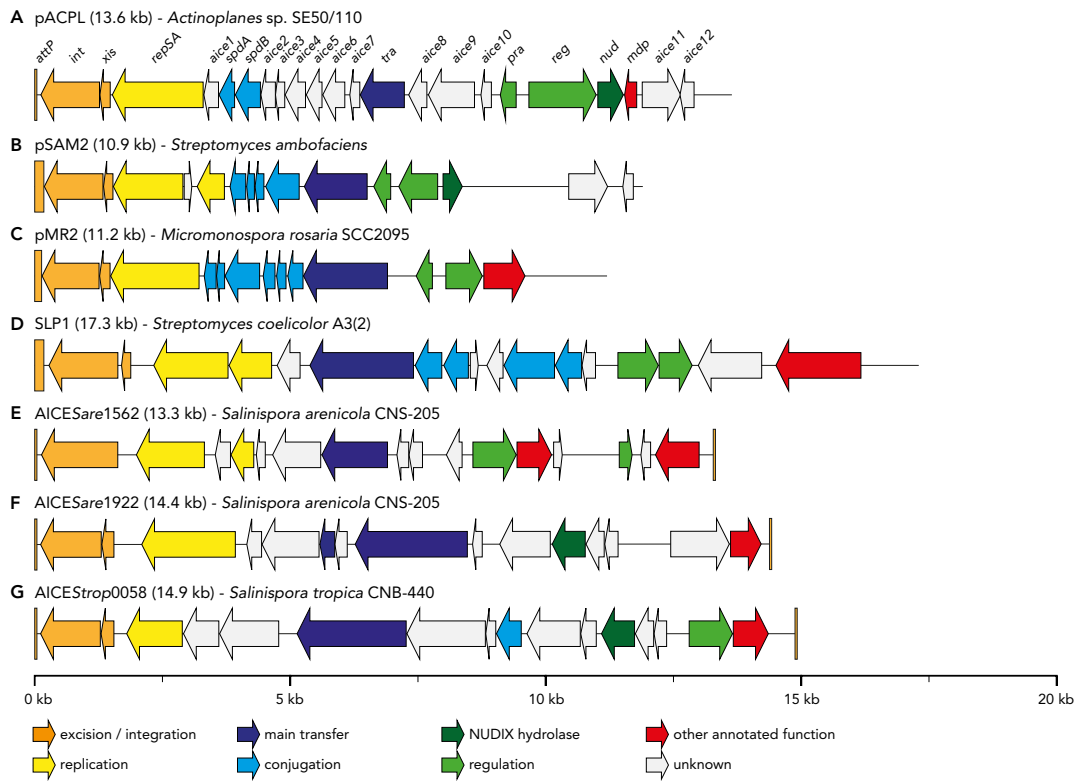 A pACPL (13.6 kb) - Actinoplanes sp. SE50/110
attP int xis repSA aice1 spdA spdB aice2 aice3 aice4 aice5 aice6 aice7 tra aice8 aice9 aice10 pra reg nud mdp aice11 aice12
B pSAM2 (10.9 kb) - Streptomyces ambofaciens
C pMR2 (11.2 kb) - Micromonospora rosaria SCC2095
D SLP1 (17.3 kb) - Streptomyces coelicolor A3(2)
E AICESare1562 (13.3 kb) - Salinispora arenicola CNS-205
F AICESare1922 (14.4 kb) - Salinispora arenicola CNS-205
G AICEStrop0058 (14.9 kb) - Salinispora tropica CNB-440
0 kb 5 kb 10 kb 15 kb 20 kb
excision / integration main transfer NUDIX hydrolase other annotated function
replication conjugation regulation unknown